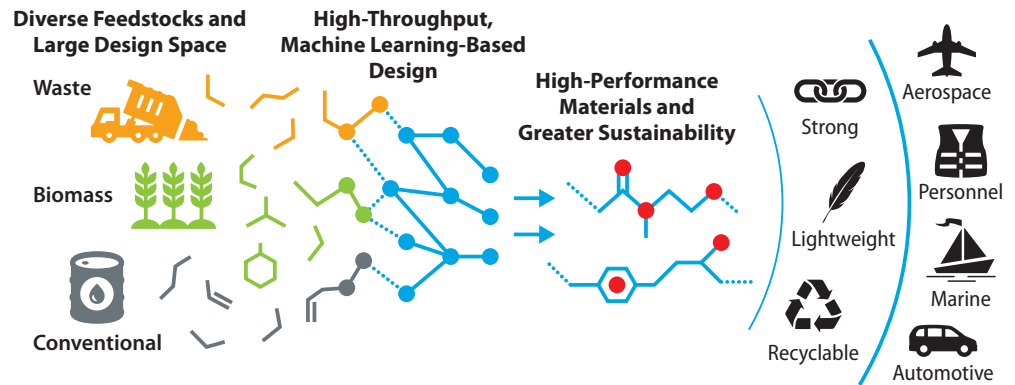 Diverse Feedstocks and
Large Design Space
Waste
Biomass
Conventional
High-Throughput,
Machine Learning-Based
Design
High-Performance
Materials and
Greater Sustainability
Strong
Lightweight
Recyclable
Aerospace
Personnel
Marine
Automotive